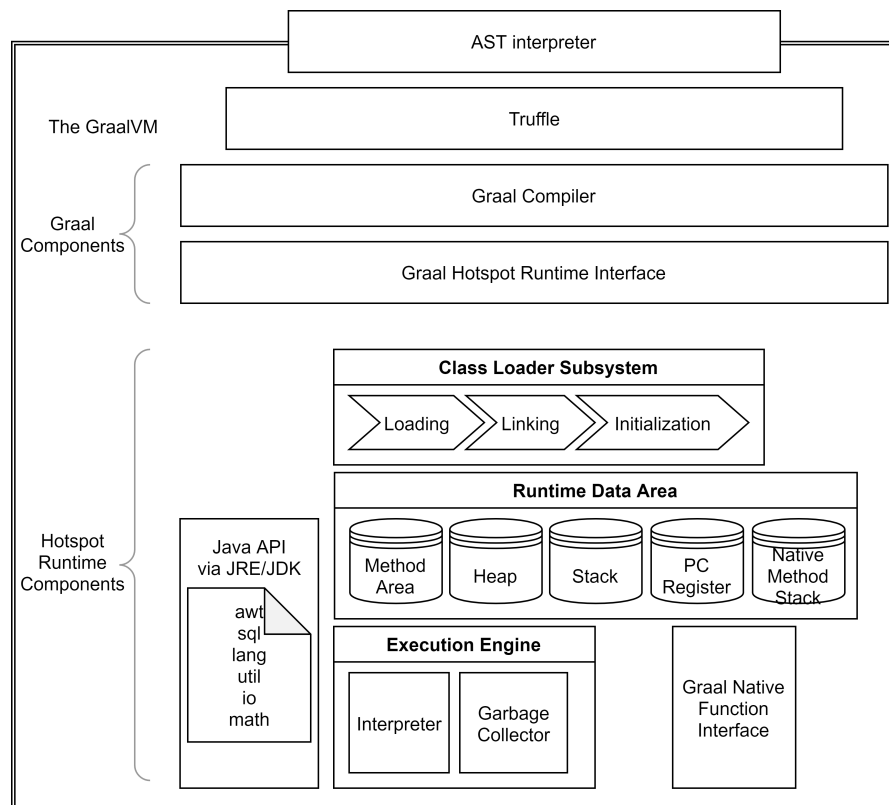 AST interpreter
The GraalVM
Truffle
Graal
Components
Graal Compiler
Graal Hotspot Runtime Interface
Hotspot
Runtime
Components
Class Loader Subsystem
Loading
Linking
Initialization
Runtime Data Area
Method
Area
Heap
Stack
PC
Register
Native
Method
Stack
Java API
via JRE/JDK
awt
sql
lang
util
io
math
Execution Engine
Interpreter
Garbage
Collector
Graal Native
Function
Interface